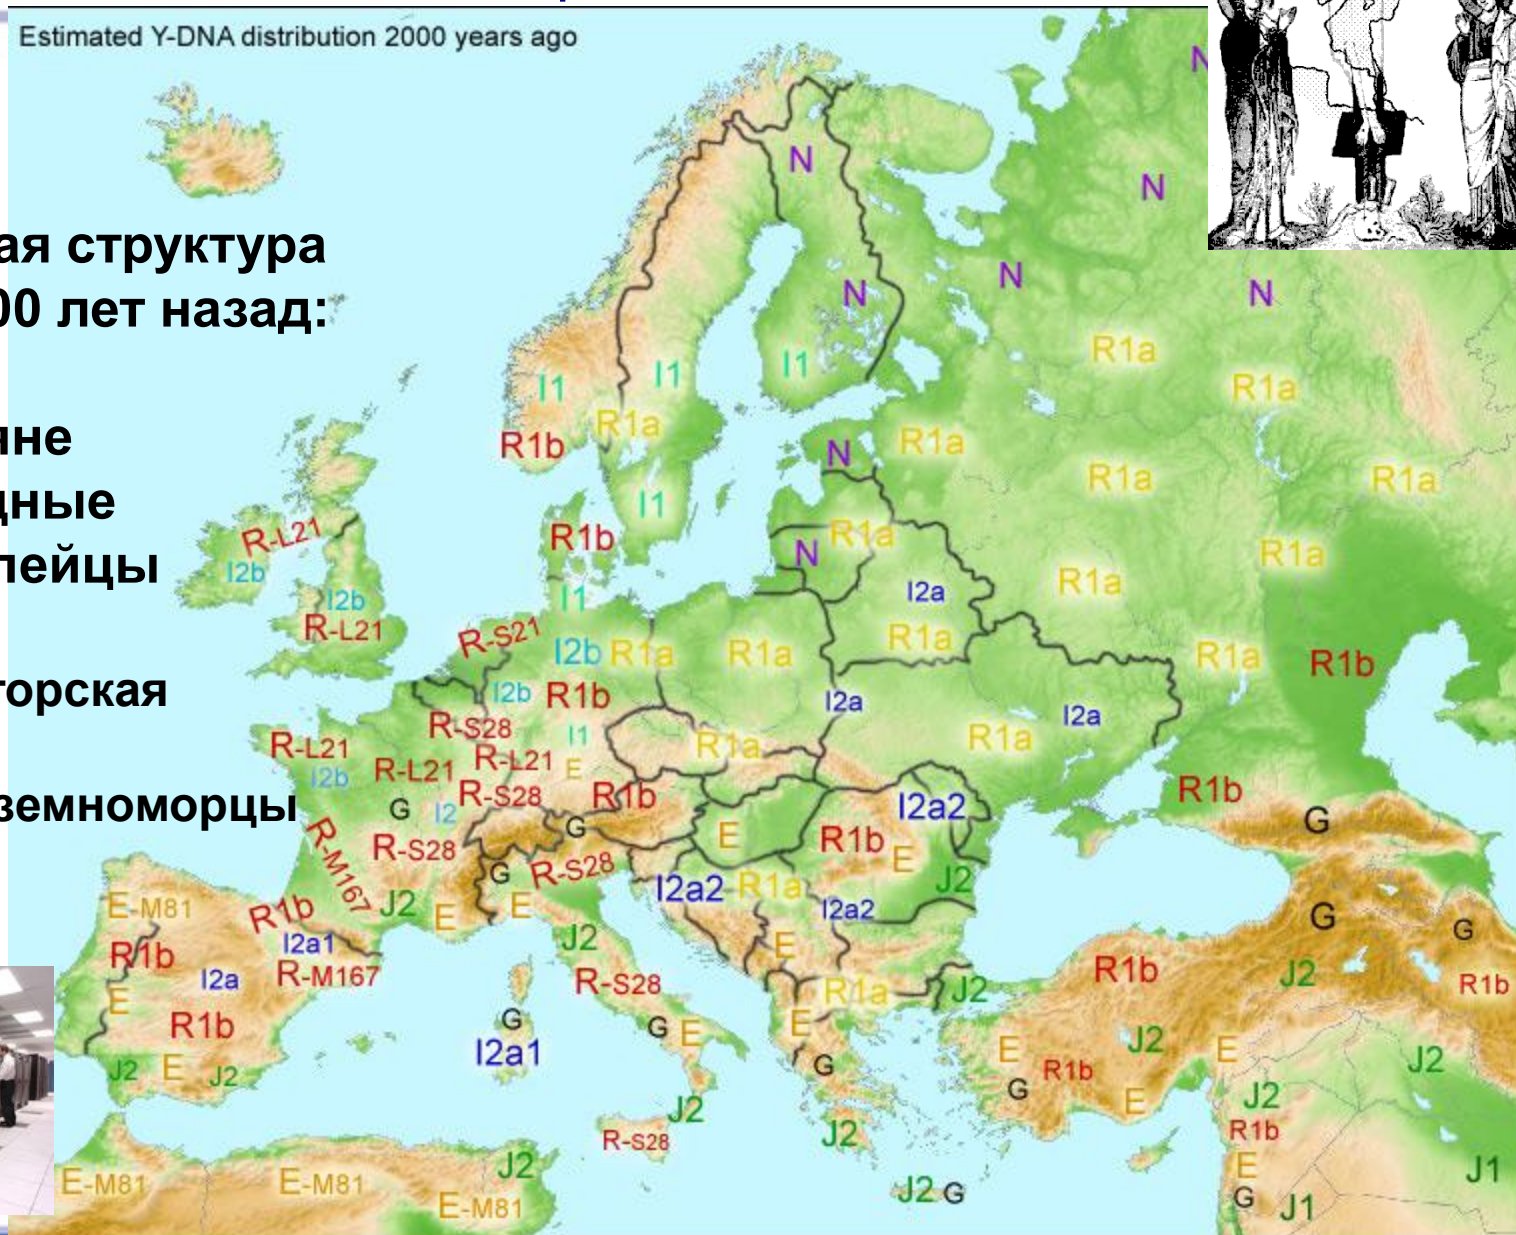 Estimated Y-DNA distribution 2000 years ago
N
N
N
ая структура
00 лет назад:
N
N
N
R1a
I1
I1
I1
R1a
R1a
яне
R1b
N
R1a
R1a
R1a
дные
I1
R-L21
R1b
R1a
N
R1a
пейцы
I2b
I2b
I1
R1a
I2a
R-L21
R-S21
I2b
R1a
R1a
R1a
R1a
R1b
горская
I2b
R1b
I2a
I2a
R-S28
I1
R-L21
R-L21
R-L21
R1a
R1a
I2b
E
земноморцы
R-S28
R1b
R1b
G
I2
G
I2a2
G
R-M167
R-S28
E
R1b
E
G
R-S28
I2a2
R1a
J2
E-M81
R1b
J2
E
E
I2a2
G
G
R1b
I2a1
J2
E
I2a
R-M167
R-S28
R1b
J2
R1b
E
R1a
J2
R1b
G
G
E
E
I2a1
E
J2
E
J2
J2
E
J2
G
G
R1b
J2
E
J2
R-S28
J2
R1b
E-M81
E-M81
J2
E
J1
E-M81
J2
G
G
J1